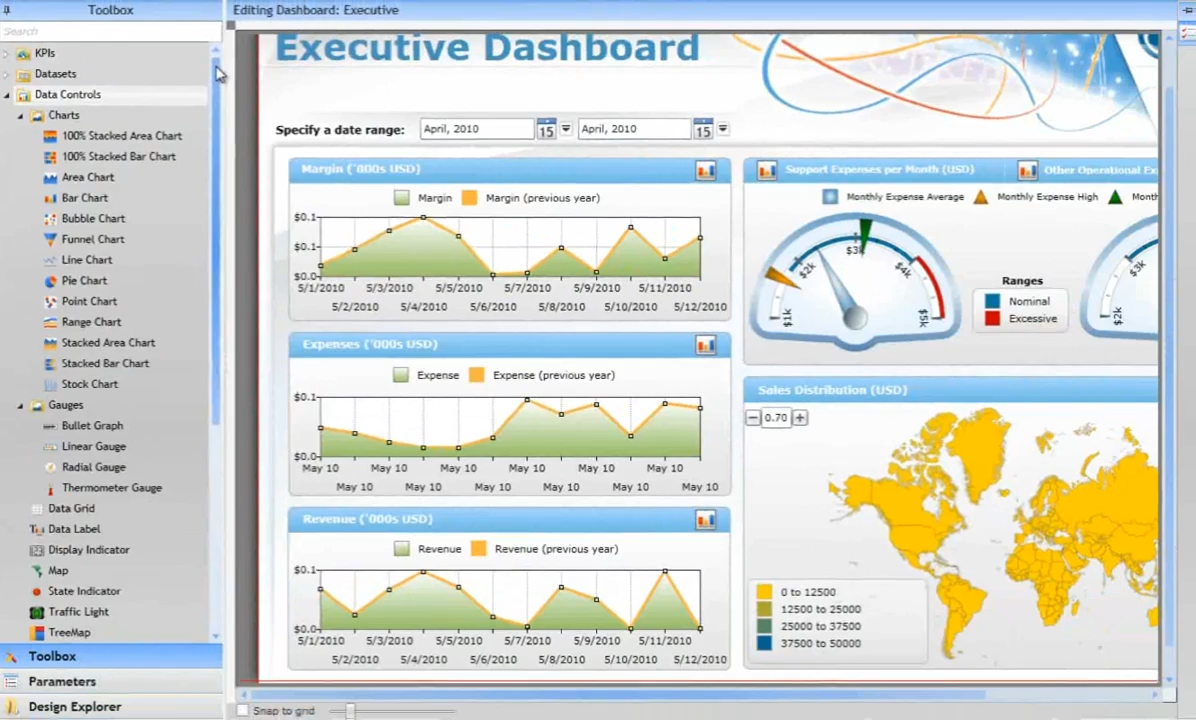 Toolbox
Editing Dashboard: Executive
Search
KPIs
Datasets
Data Controls
Charts
100% Stacked Area Chart
100% Stacked Bar Chart
Area Chart
Bar Chart
Bubble Chart
Funnel Chart
Line Chart
Pie Chart
Point Chart
Range Chart
Stacked Area Chart
Stacked Bar Chart
Stock Chart
Gauges
Bullet Graph
Linear Gauge
Radial Gauge
Thermometer Gauge
Data Grid
Data Label
Display Indicator
Map
State Indicator
Traffic Light
TreeMap
Toolbox
Parameters
Design Explorer
Executive Dashboard
Specify a date range: April, 2010 15 April, 2010 15
Margin ('000s USD)
Margin Margin (previous year)
$0.1
$0.1
$0.0
5/1/2010 5/3/2010 5/5/2010 5/7/2010 5/9/2010 5/11/2010
5/2/2010 5/4/2010 5/6/2010 5/8/2010 5/10/2010 5/12/2010
Expenses ('000s USD)
Expense Expense (previous year)
$0.1
$0.0
May 10 May 10 May 10 May 10 May 10 May 10
May 10 May 10 May 10 May 10 May 10 May 10
Revenue ('000s USD)
Revenue Revenue (previous year)
$0.1
$0.0
5/1/2010 5/3/2010 5/5/2010 5/7/2010 5/9/2010 5/11/2010
5/2/2010 5/4/2010 5/6/2010 5/8/2010 5/10/2010 5/12/2010
Support Expenses per Month (USD) Other Operational Ex
Monthly Expense Average Monthly Expense High Month
$1k $2k $3k $4k $5k
Ranges
Nominal
Excessive
$2k $3k
Sales Distribution (USD)
0.70
0 to 12500
12500 to 25000
25000 to 37500
37500 to 50000
Snap to grid